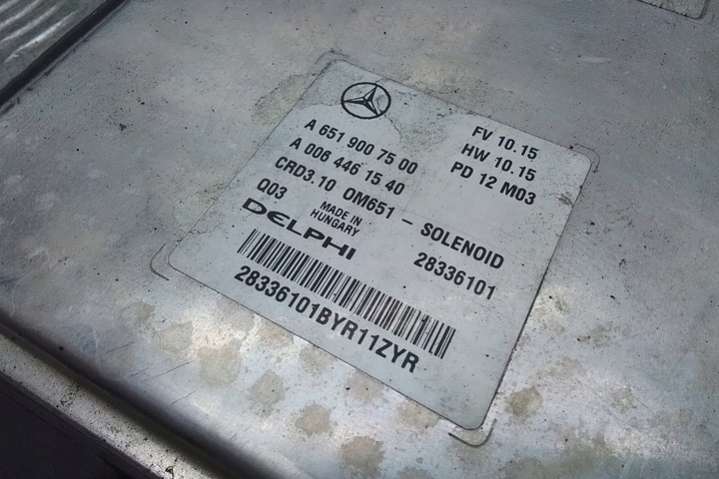 A 651 900 75 00
FV 10.15
A 006 446 15 40
HW 10.15
CRD3.10 OM651 – SOLENOID
PD 12 M03
Q03
MADE IN
HUNGARY
28336101
DELPHI
28336101BYR11ZYR